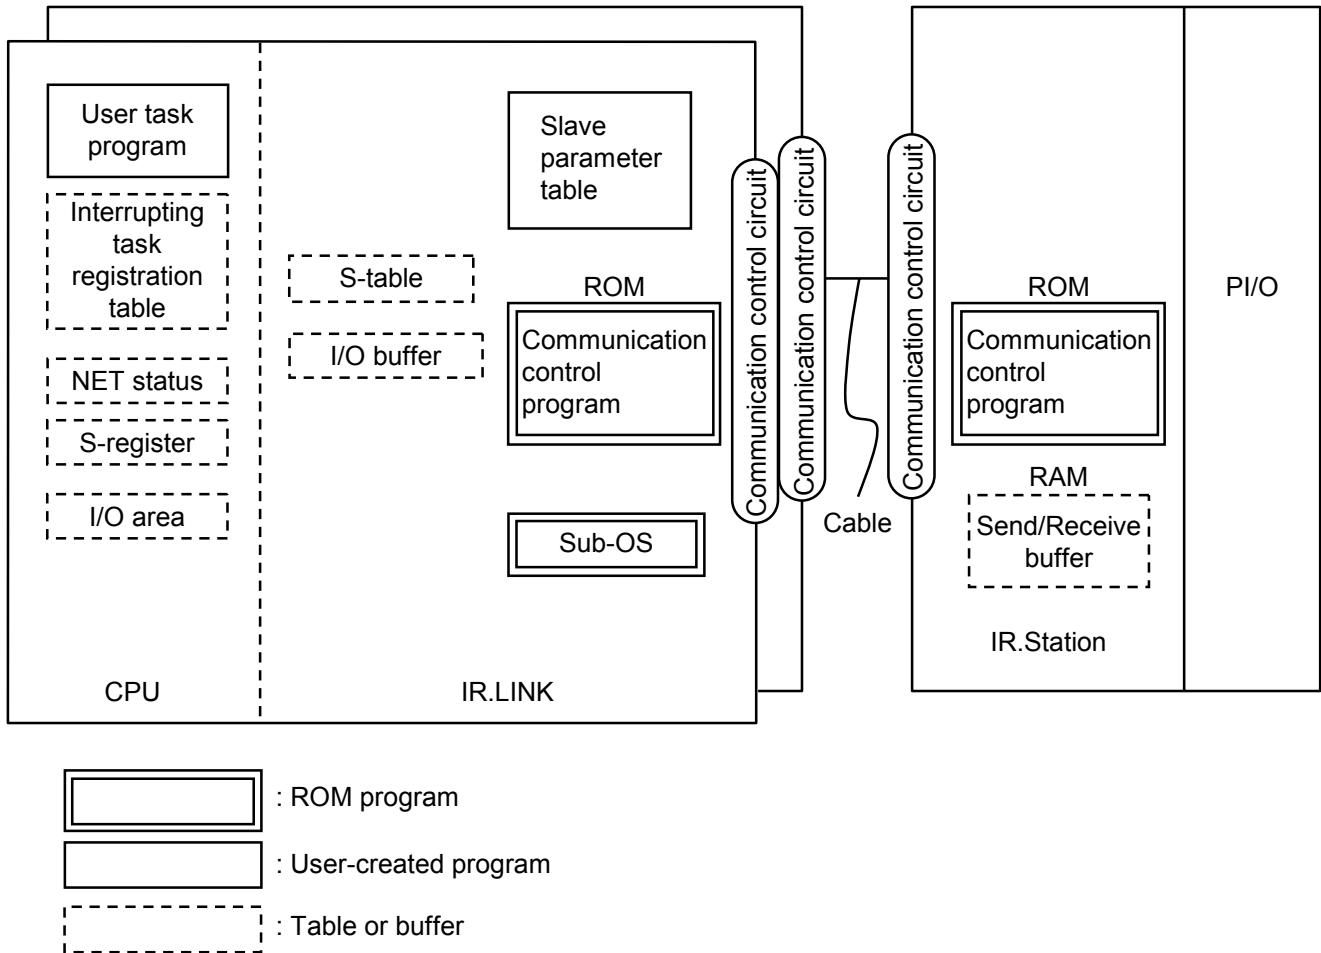 User task
program
Interrupting
task
registration
table
NET status
S-register
I/O area
CPU
S-table
I/O buffer
Slave
parameter
table
ROM
Communication
control
program
Sub-OS
IR.LINK
Communication control circuit
Communication control circuit
Cable
Communication control circuit
ROM
Communication
control
program
RAM
Send/Receive
buffer
IR.Station
PI/O
: ROM program
: User-created program
: Table or buffer